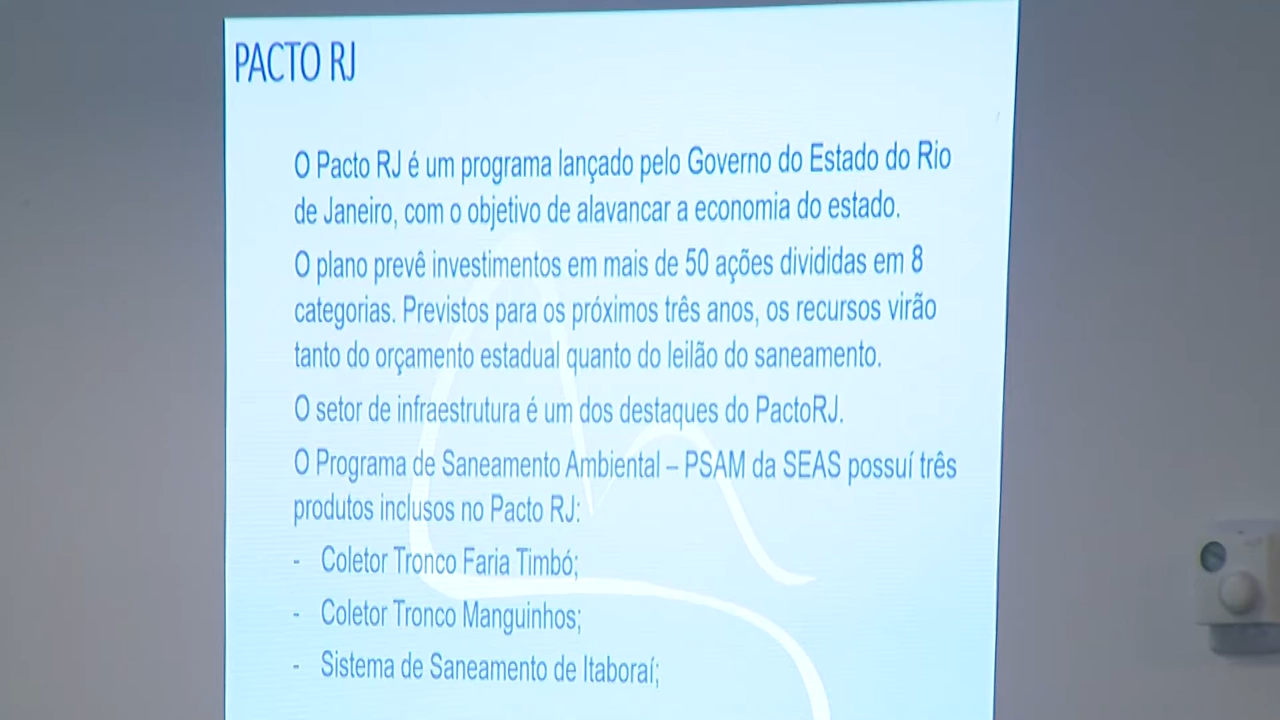 PACTO RJ
O Pacto RJ é um programa lançado pelo Governo do Estado do Rio
de Janeiro, com o objetivo de alavancar a economia do estado.
O plano prevê investimentos em mais de 50 ações divididas em 8
categorias. Previstos para os próximos três anos, os recursos virão
tanto do orçamento estadual quanto do leilão do saneamento.
O setor de infraestrutura é um dos destaques do PactoRJ.
O Programa de Saneamento Ambiental – PSAM da SEAS possuí três
produtos inclusos no Pacto RJ:
- Coletor Tronco Faria Timbó;
- Coletor Tronco Manguinhos;
- Sistema de Saneamento de Itaboraí;